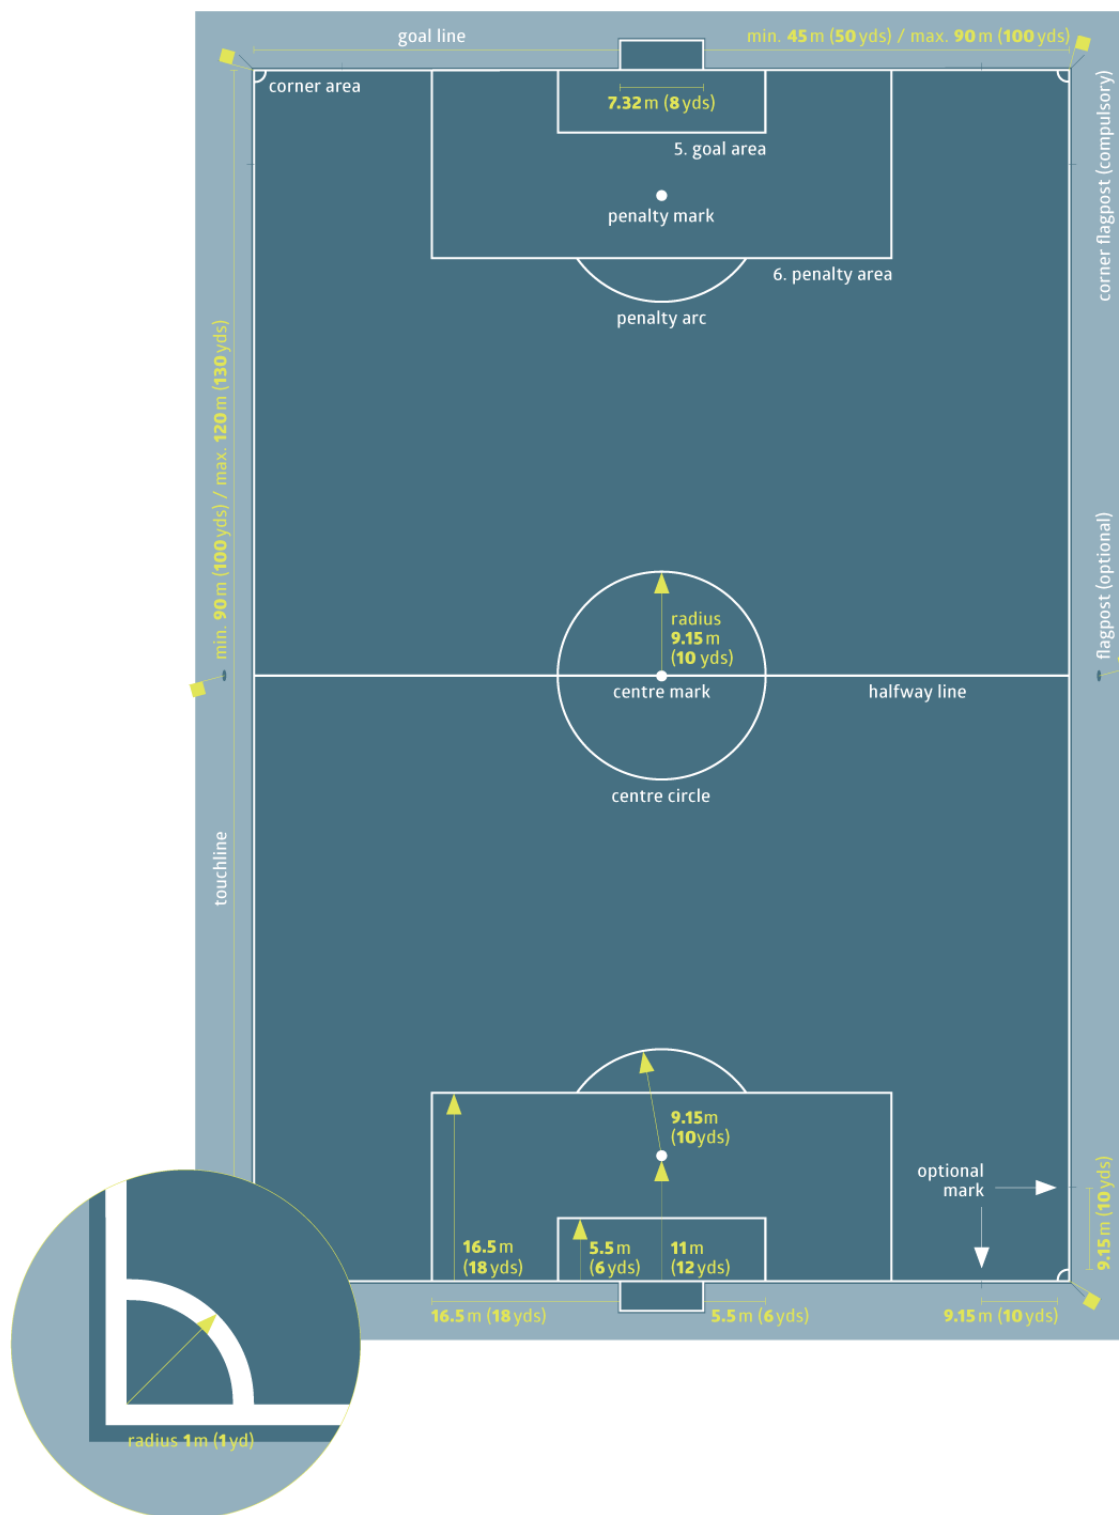 goal line
min. 45 m (50 yds) / max. 90 m (100 yds)
corner area
7.32 m (8 yds)
5. goal area
penalty mark
6. penalty area
penalty arc
corner flagpost (compulsory)
min. 90 m (100 yds) / max. 120 m (130 yds)
flagpost (optional)
radius
9.15 m
(10 yds)
centre mark
halfway line
centre circle
touchline
9.15m
(10yds)
optional
mark
9.15 m (10 yds)
16.5 m
(18 yds)
5.5 m
(6 yds)
11 m
(12 yds)
16.5 m (18 yds)
5.5 m (6 yds)
9.15 m (10 yds)
radius 1 m (1 yd)